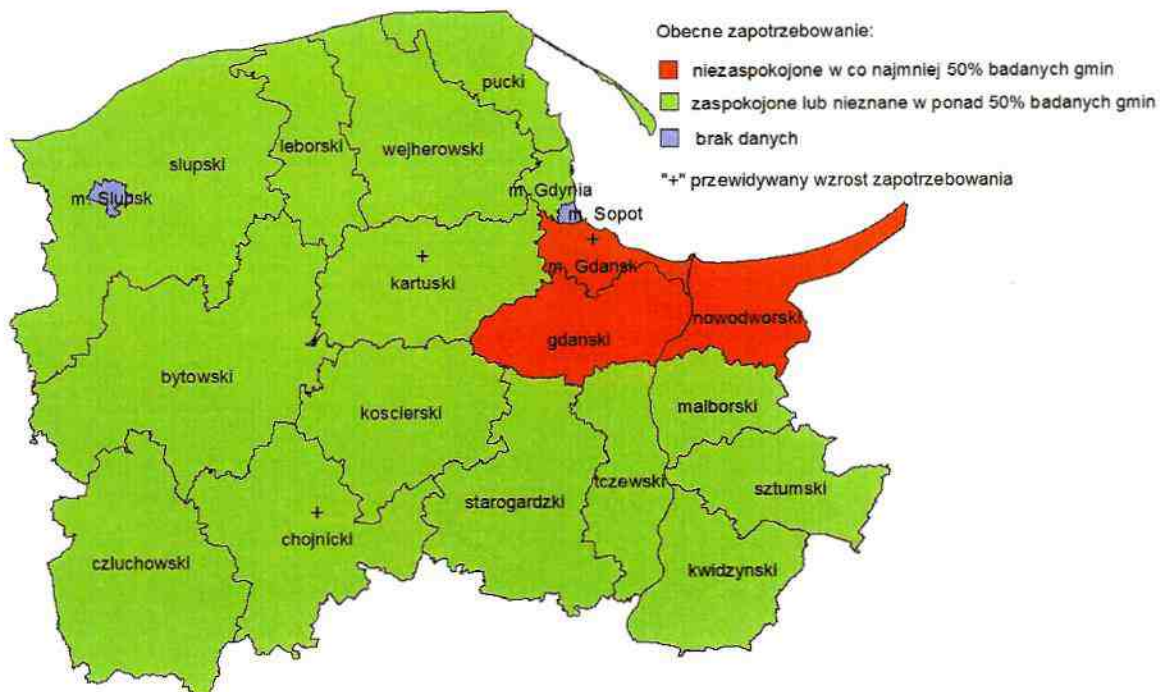 Obecne zapotrzebowanie:
niezaspokojone w co najmniej 50% badanych gmin
zaspokojone lub nieznane w ponad 50% badanych gmin
brak danych
"+" przewidywany wzrost zapotrzebowania
pucki
leborski
wejherowski
slupski
m. Slupsk
m. Gdynia
m. Sopot
+
m. Gdansk
+
kartuski
nowodworski
gdanski
bytowski
koscierski
malborski
starogardzki
tczewski
sztumski
+
chojnicki
czluchowski
kwidzynski